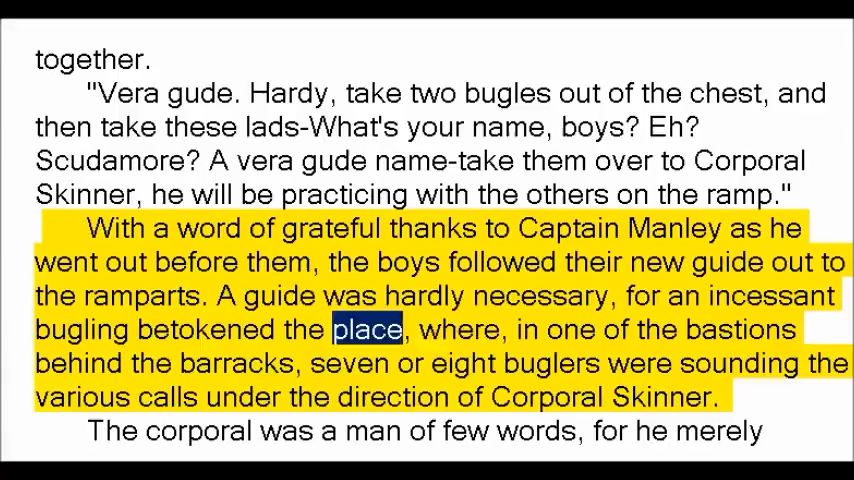 together.
"Vera gude. Hardy, take two bugles out of the chest, and
then take these lads-What's your name, boys? Eh?
Scudamore? A vera gude name-take them over to Corporal
Skinner, he will be practicing with the others on the ramp."
With a word of grateful thanks to Captain Manley as he
went out before them, the boys followed their new guide out to
the ramparts. A guide was hardly necessary, for an incessant
bugling betokened the place, where, in one of the bastions
behind the barracks, seven or eight buglers were sounding the
various calls under the direction of Corporal Skinner.
The corporal was a man of few words, for he merely